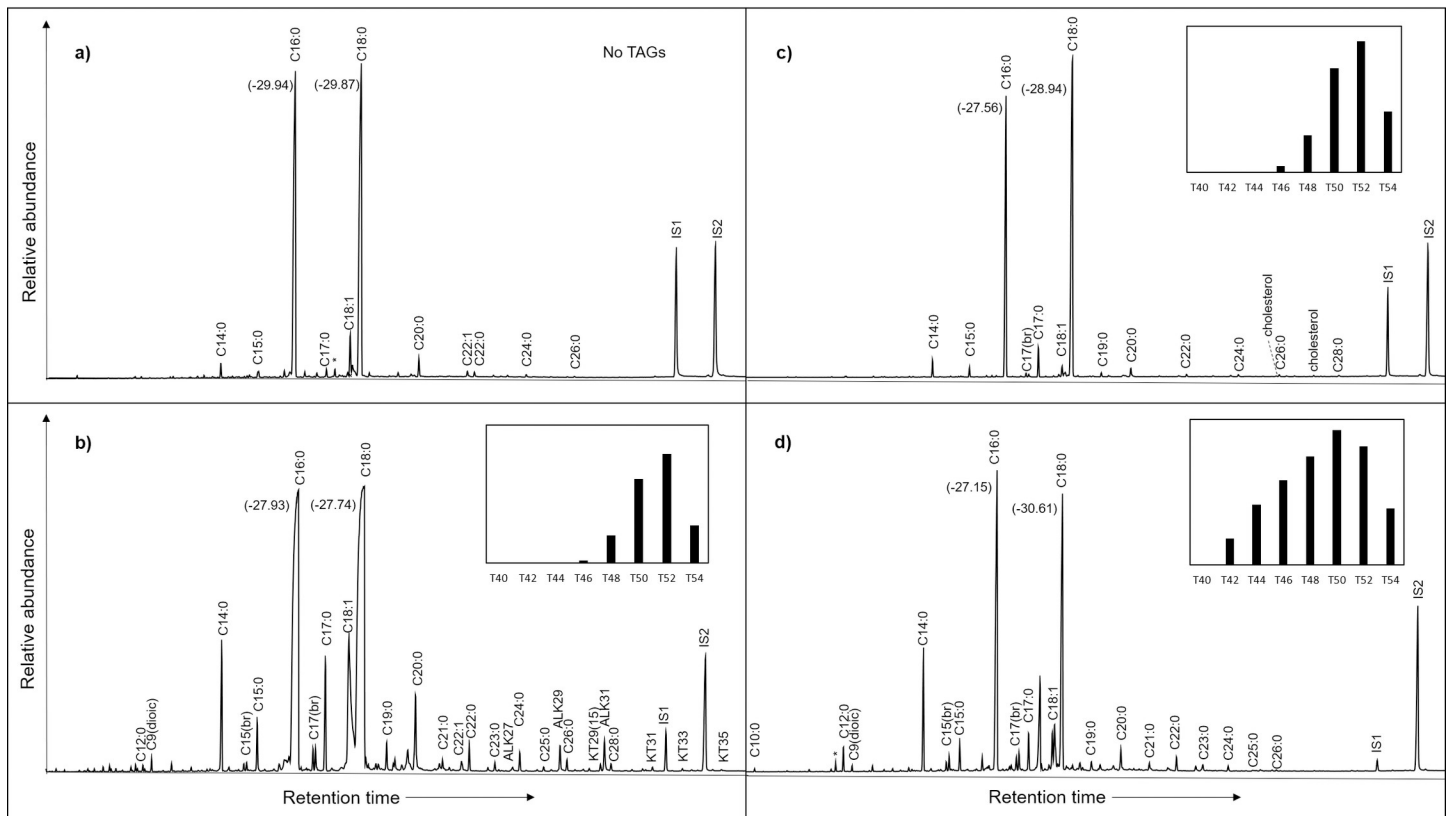 a)
No TAGs
Relative abundance
C14:0
C15:0
C16:0
(-29.94)
C17:0
*
C18:1
C18:0
(-29.87)
C20:0
C22:1
C22:0
C24:0
C26:0
IS1
IS2
c)
C14:0
C15:0
C16:0
(-27.56)
C17(br)
C17:0
C18:1
C18:0
(-28.94)
C19:0
C20:0
C22:0
C24:0
cholesterol
C26:0
cholesterol
C28:0
IS1
IS2
T40 T42 T44 T46 T48 T50 T52 T54
b)
Relative abundance
C12:0
C9(dioic)
C14:0
C15(br)
C15:0
C16:0
(-27.93)
C17(br)
C17:0
C18:1
C18:0
(-27.74)
C19:0
C20:0
C21:0
C22:1
C22:0
C23:0
ALK27
C24:0
C25:0
ALK29
C26:0
KT29(15)
ALK31
C28:0
KT31
IS1
KT33
IS2
KT35
T40 T42 T44 T46 T48 T50 T52 T54
Retention time
d)
C10:0
*
C12:0
C9(dioic)
C14:0
C15(br)
C15:0
C16:0
(-27.15)
C17(br)
C17:0
C18:1
C18:0
(-30.61)
C19:0
C20:0
C21:0
C22:0
C23:0
C24:0
C25:0
C26:0
IS1
IS2
T40 T42 T44 T46 T48 T50 T52 T54
Retention time